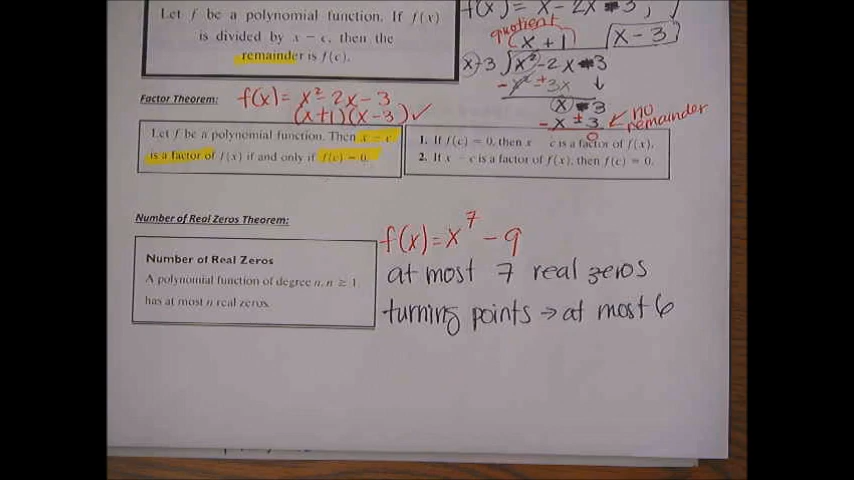 Let f be a polynomial function. If f(x)
is divided by x − c, then the
remainder is f(c).
f(x) = x − 2x − 3,
quotient
(x + 1
x − 3
x−3 x² − 2x − 3
− x² ± 3x ↓
x − 3
− x ± 3
0
← no
remainder
Factor Theorem:
f(x) = x² − 2x − 3
(x+1)(x−3) ✓
Let f be a polynomial function. Then x − c
is a factor of f(x) if and only if f(c) = 0.
1. If f(c) = 0, then x − c is a factor of f(x).
2. If x − c is a factor of f(x), then f(c) = 0.
Number of Real Zeros Theorem:
Number of Real Zeros
A polynomial function of degree n, n ≥ 1
has at most n real zeros.
f(x) = x⁷ − 9
at most 7 real zeros
turning points → at most 6